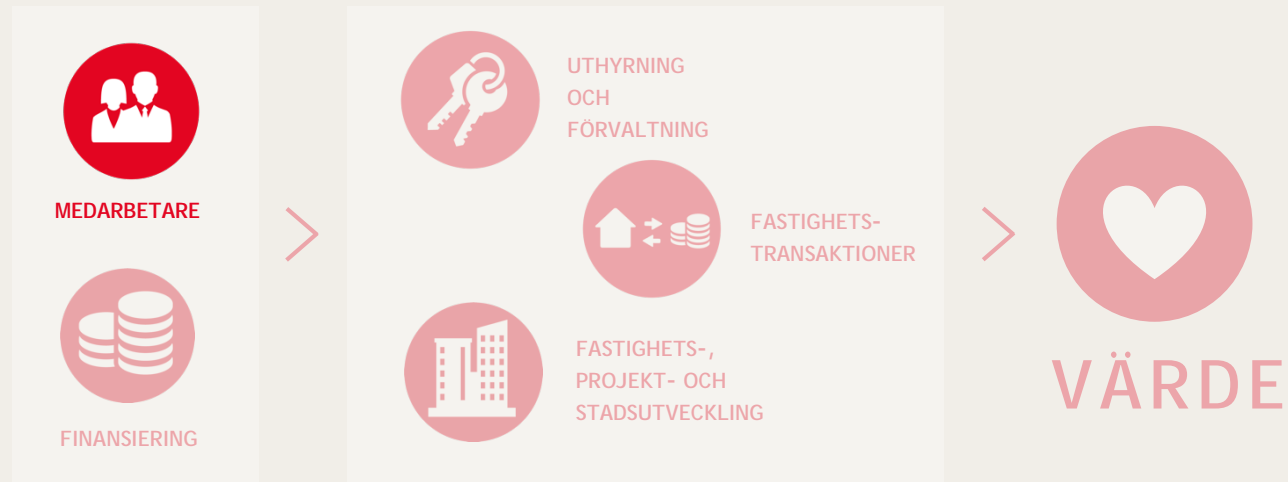 MEDARBETARE
FINANSIERING
UTHYRNING
OCH
FÖRVALTNING
FASTIGHETS-
TRANSAKTIONER
FASTIGHETS-,
PROJEKT- OCH
STADSUTVECKLING
VÄRDE